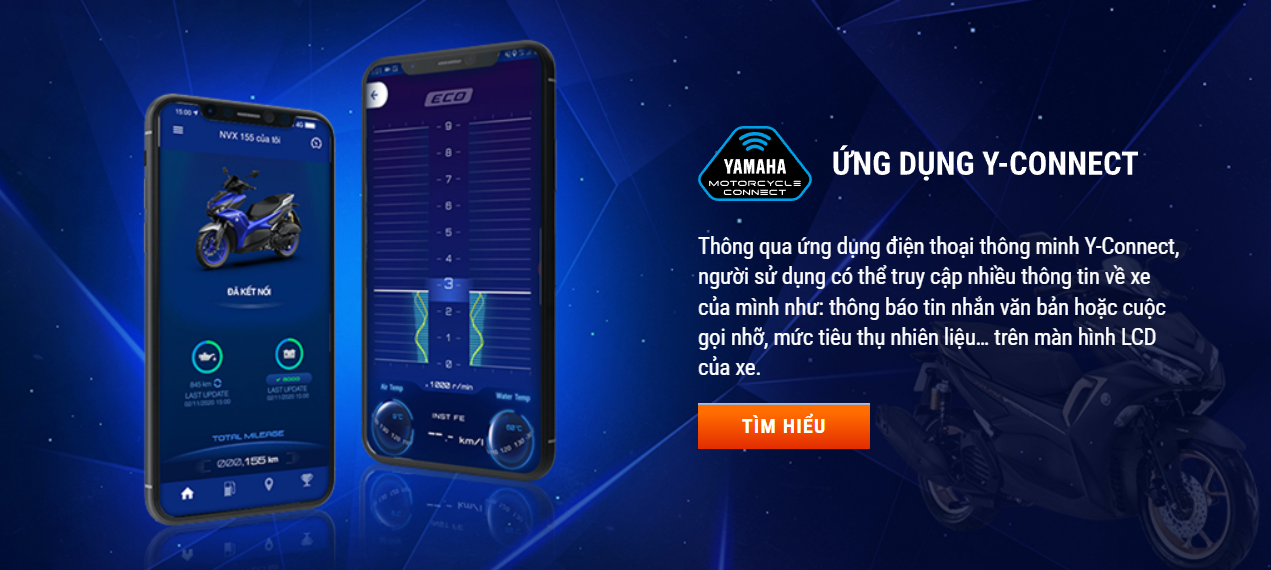 15:00
4G
NVX 155 của tôi
ĐÃ KẾT NỐI
845 km
LAST UPDATE
02/11/2020 15:00
GOOD
LAST UPDATE
02/11/2020 15:00
TOTAL MILEAGE
000,155 km
ECO
9
8
7
6
5
4
3
2
1
0
× 1000 r/min
Air Temp
Water Temp
INST FE
--.- km/l
YAMAHA
MOTORCYCLE
CONNECT
ỨNG DỤNG Y-CONNECT
Thông qua ứng dụng điện thoại thông minh Y-Connect,
người sử dụng có thể truy cập nhiều thông tin về xe
của mình như: thông báo tin nhắn văn bản hoặc cuộc
gọi nhỡ, mức tiêu thụ nhiên liệu... trên màn hình LCD
của xe.
TÌM HIỂU